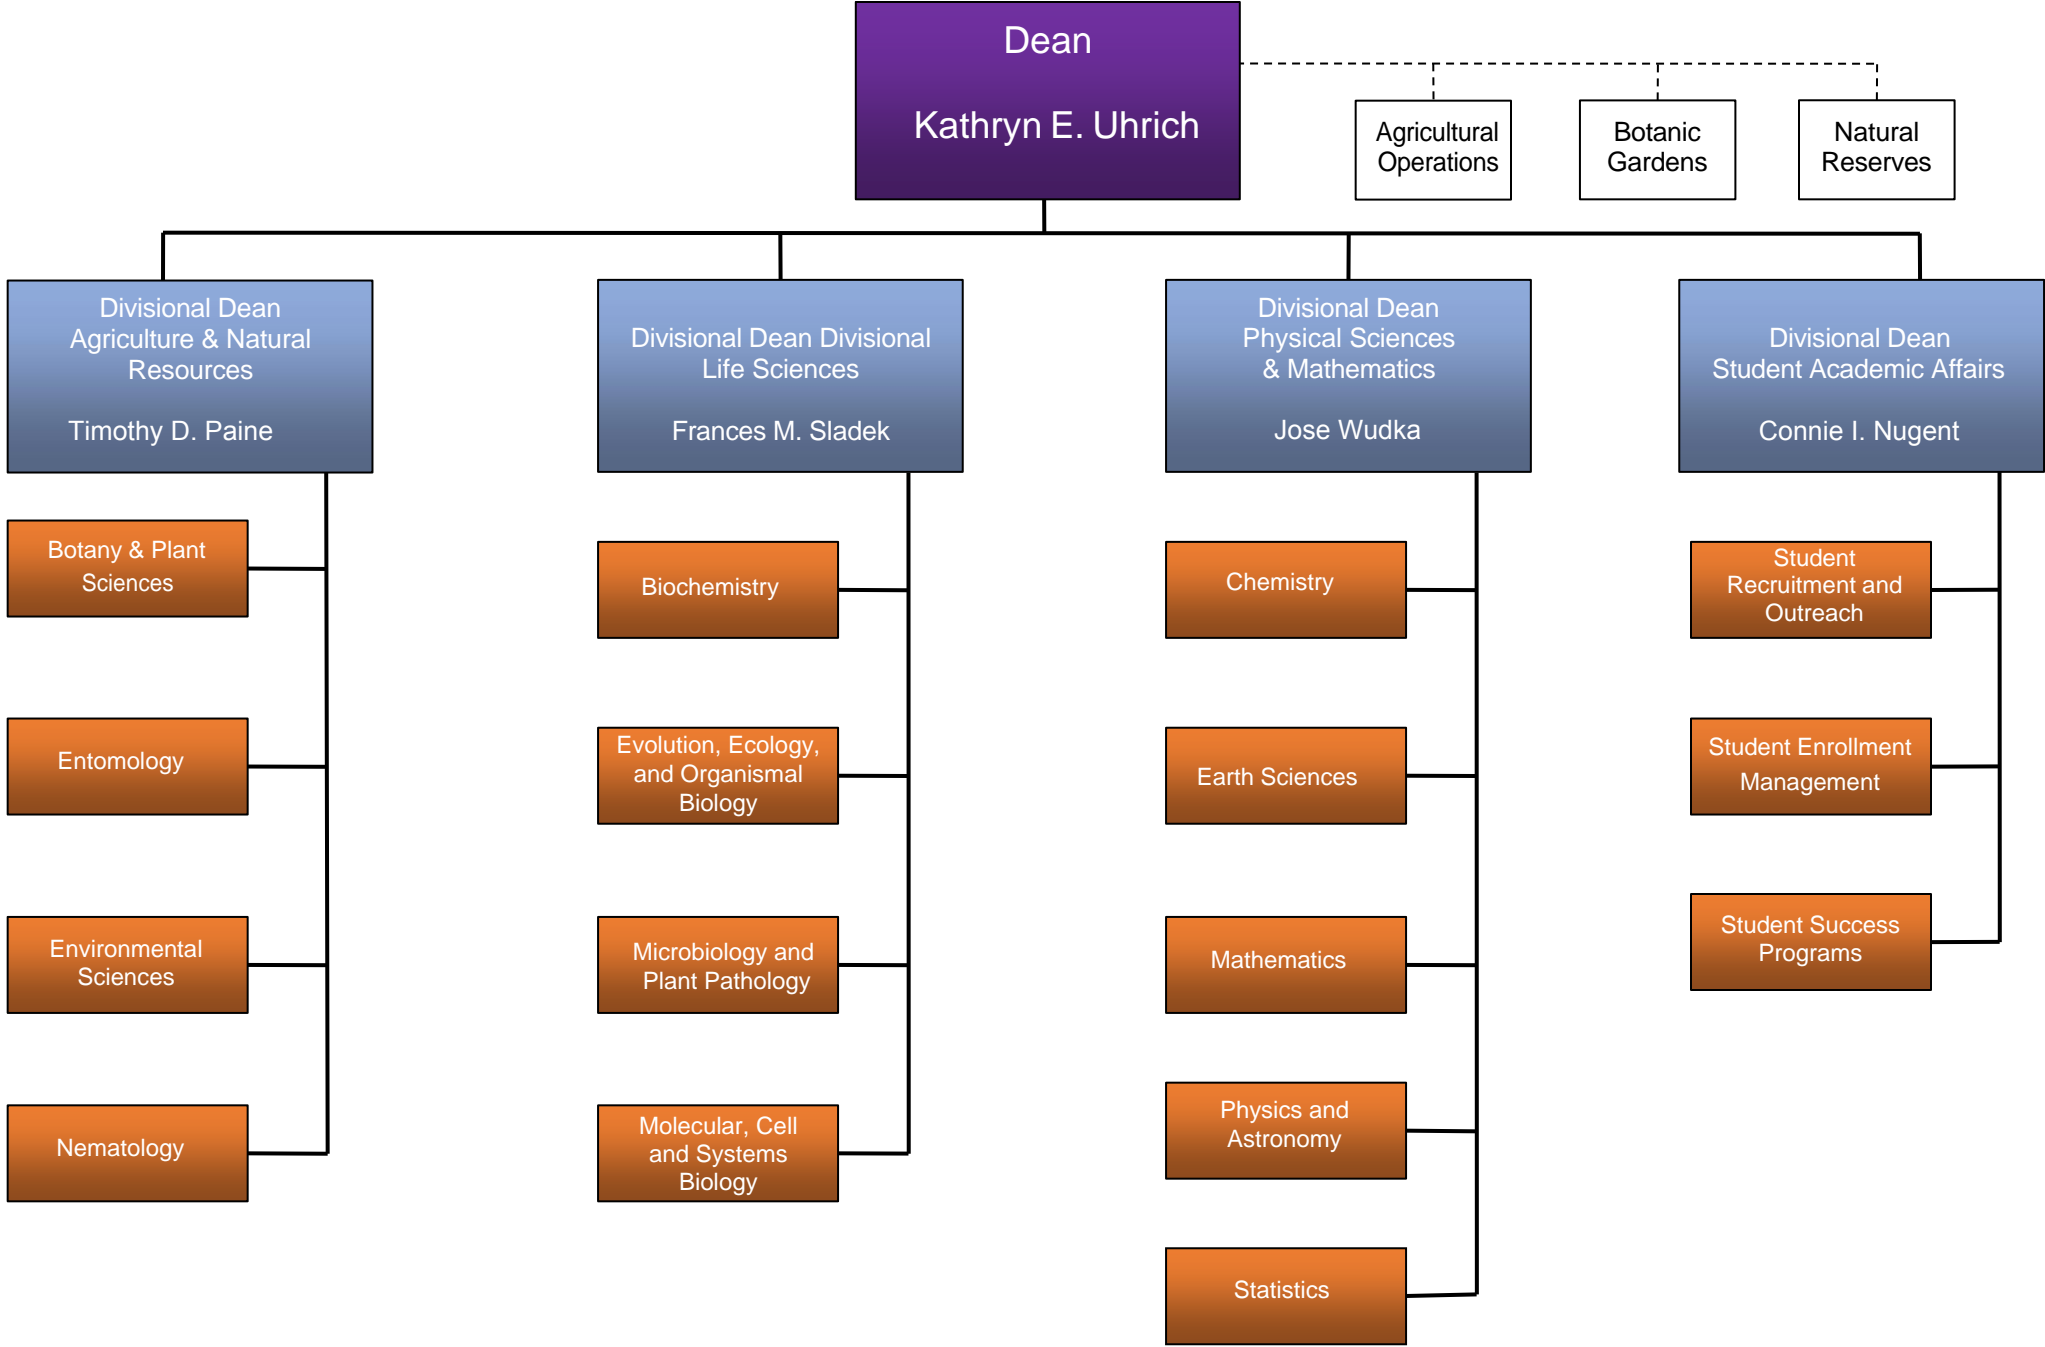 Dean
Kathryn E. Uhrich
Agricultural
Operations
Botanic
Gardens
Natural
Reserves
Divisional Dean
Agriculture & Natural
Resources
Timothy D. Paine
Divisional Dean Divisional
Life Sciences
Frances M. Sladek
Divisional Dean
Physical Sciences
& Mathematics
Jose Wudka
Divisional Dean
Student Academic Affairs
Connie I. Nugent
Botany & Plant
Sciences
Entomology
Environmental
Sciences
Nematology
Biochemistry
Evolution, Ecology,
and Organismal
Biology
Microbiology and
Plant Pathology
Molecular, Cell
and Systems
Biology
Chemistry
Earth Sciences
Mathematics
Physics and
Astronomy
Statistics
Student
Recruitment and
Outreach
Student Enrollment
Management
Student Success
Programs